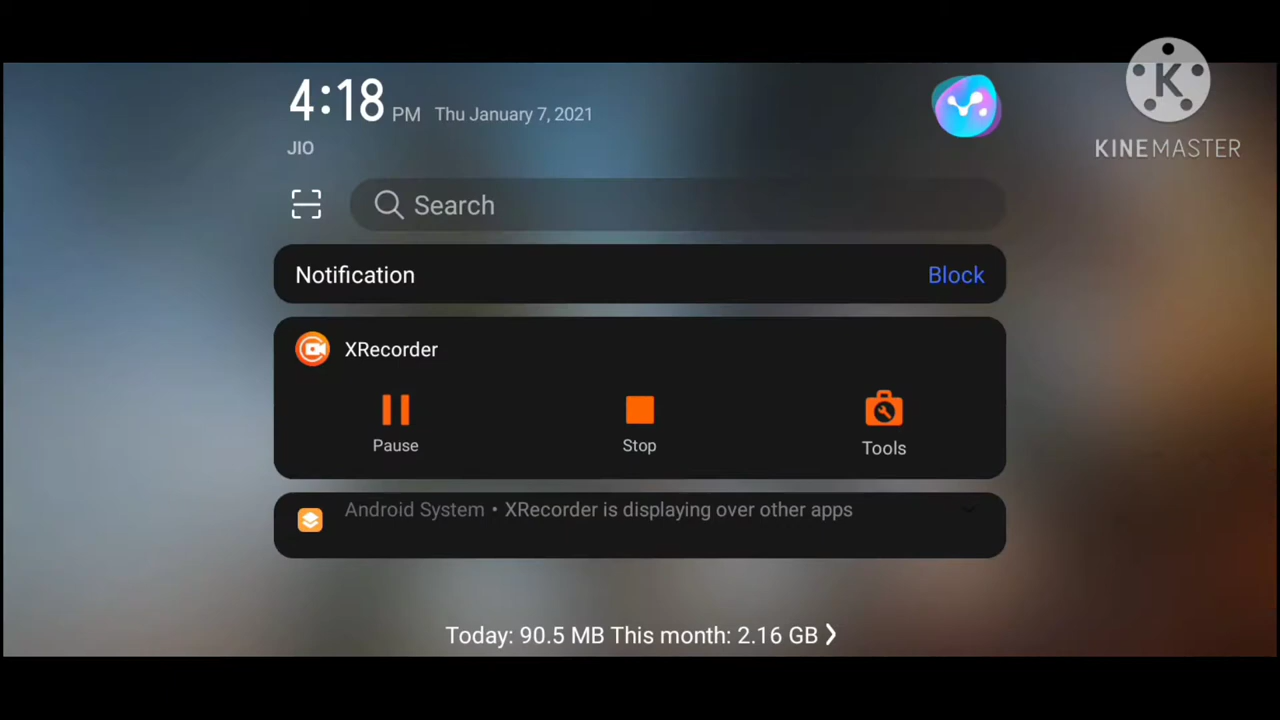 4:18 PM Thu January 7, 2021
JIO
K
KINEMASTER
Search
Notification Block
XRecorder
Pause Stop Tools
Android System • XRecorder is displaying over other apps
Today: 90.5 MB This month: 2.16 GB